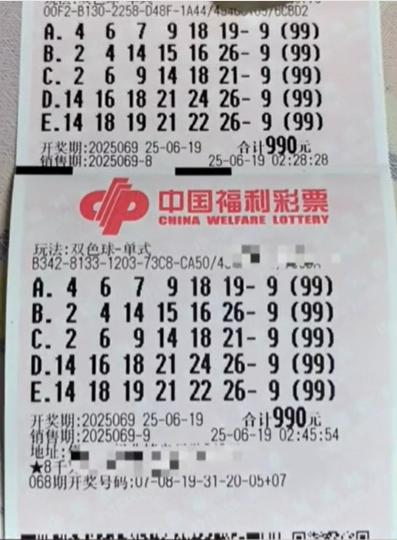 00F2-B130-2258-D48F-1A44/
A. 4 6 7 9 18 19- 9 (99)
B. 2 4 14 15 16 26- 9 (99)
C. 2 6 9 14 18 21- 9 (99)
D.14 16 18 21 24 26- 9 (99)
E.14 18 19 21 22 26- 9 (99)
开奖期:2025069 25-06-19 合计990元
销售期:2025069-8 25-06-19 02:28:28
中国福利彩票
CHINA WELFARE LOTTERY
玩法:双色球-单式
B342-8133-1203-73C8-CA50/
A. 4 6 7 9 18 19- 9 (99)
B. 2 4 14 15 16 26- 9 (99)
C. 2 6 9 14 18 21- 9 (99)
D.14 16 18 21 24 26- 9 (99)
E.14 18 19 21 22 26- 9 (99)
开奖期:2025069 25-06-19 合计990元
销售期:2025069-9 25-06-19 02:45:54
地址:
★8千
068期开奖号码:07-08-19-31-20-05+07